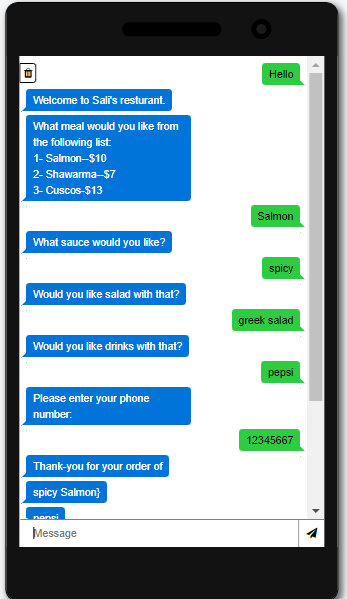 Hello
Welcome to Sali's resturant.
What meal would you like from
the following list:
1- Salmon--$10
2- Shawarma--$7
3- Cuscos-$13
Salmon
What sauce would you like?
spicy
Would you like salad with that?
greek salad
Would you like drinks with that?
pepsi
Please enter your phone
number:
12345667
Thank-you for your order of
spicy Salmon}
pepsi
Message